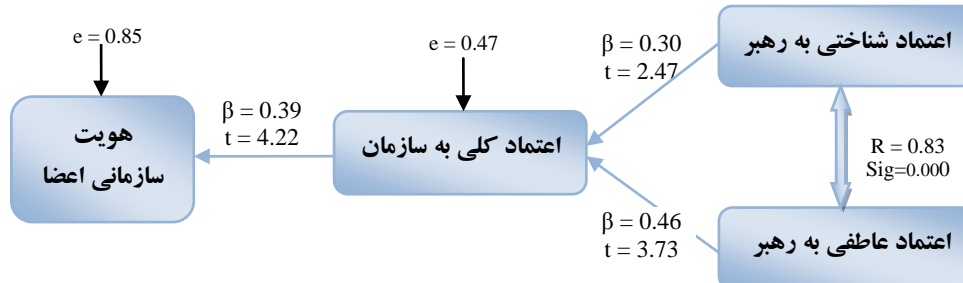 اعتماد شناختی به رهبر
β = 0.30
t = 2.47
e = 0.47
e = 0.85
R = 0.83
Sig=0.000
اعتماد کلی به سازمان
β = 0.39
t = 4.22
هویت
سازمانی اعضا
β = 0.46
t = 3.73
اعتماد عاطفی به رهبر